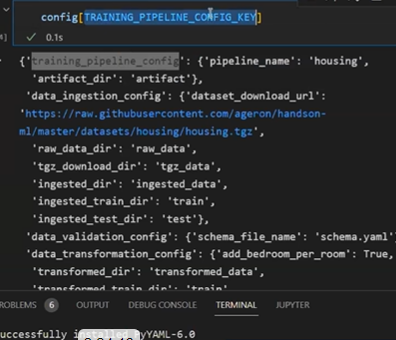 config[TRAINING_PIPELINE_CONFIG_KEY]
0.1s
{'training_pipeline_config': {'pipeline_name': 'housing',
'artifact_dir': 'artifact'},
'data_ingestion_config': {'dataset_download_url':
'https://raw.githubusercontent.com/ageron/handson-
ml/master/datasets/housing/housing.tgz',
'raw_data_dir': 'raw_data',
'tgz_download_dir': 'tgz_data',
'ingested_dir': 'ingested_data',
'ingested_train_dir': 'train',
'ingested_test_dir': 'test'},
'data_validation_config': {'schema_file_name': 'schema.yaml'
'data_transformation_config': {'add_bedroom_per_room': True,
'transformed_dir': 'transformed_data',
'transformed_train_dir': 'train',
ROBLEMS 6 OUTPUT DEBUG CONSOLE TERMINAL JUPYTER
uccessfully installed PyYAML-6.0